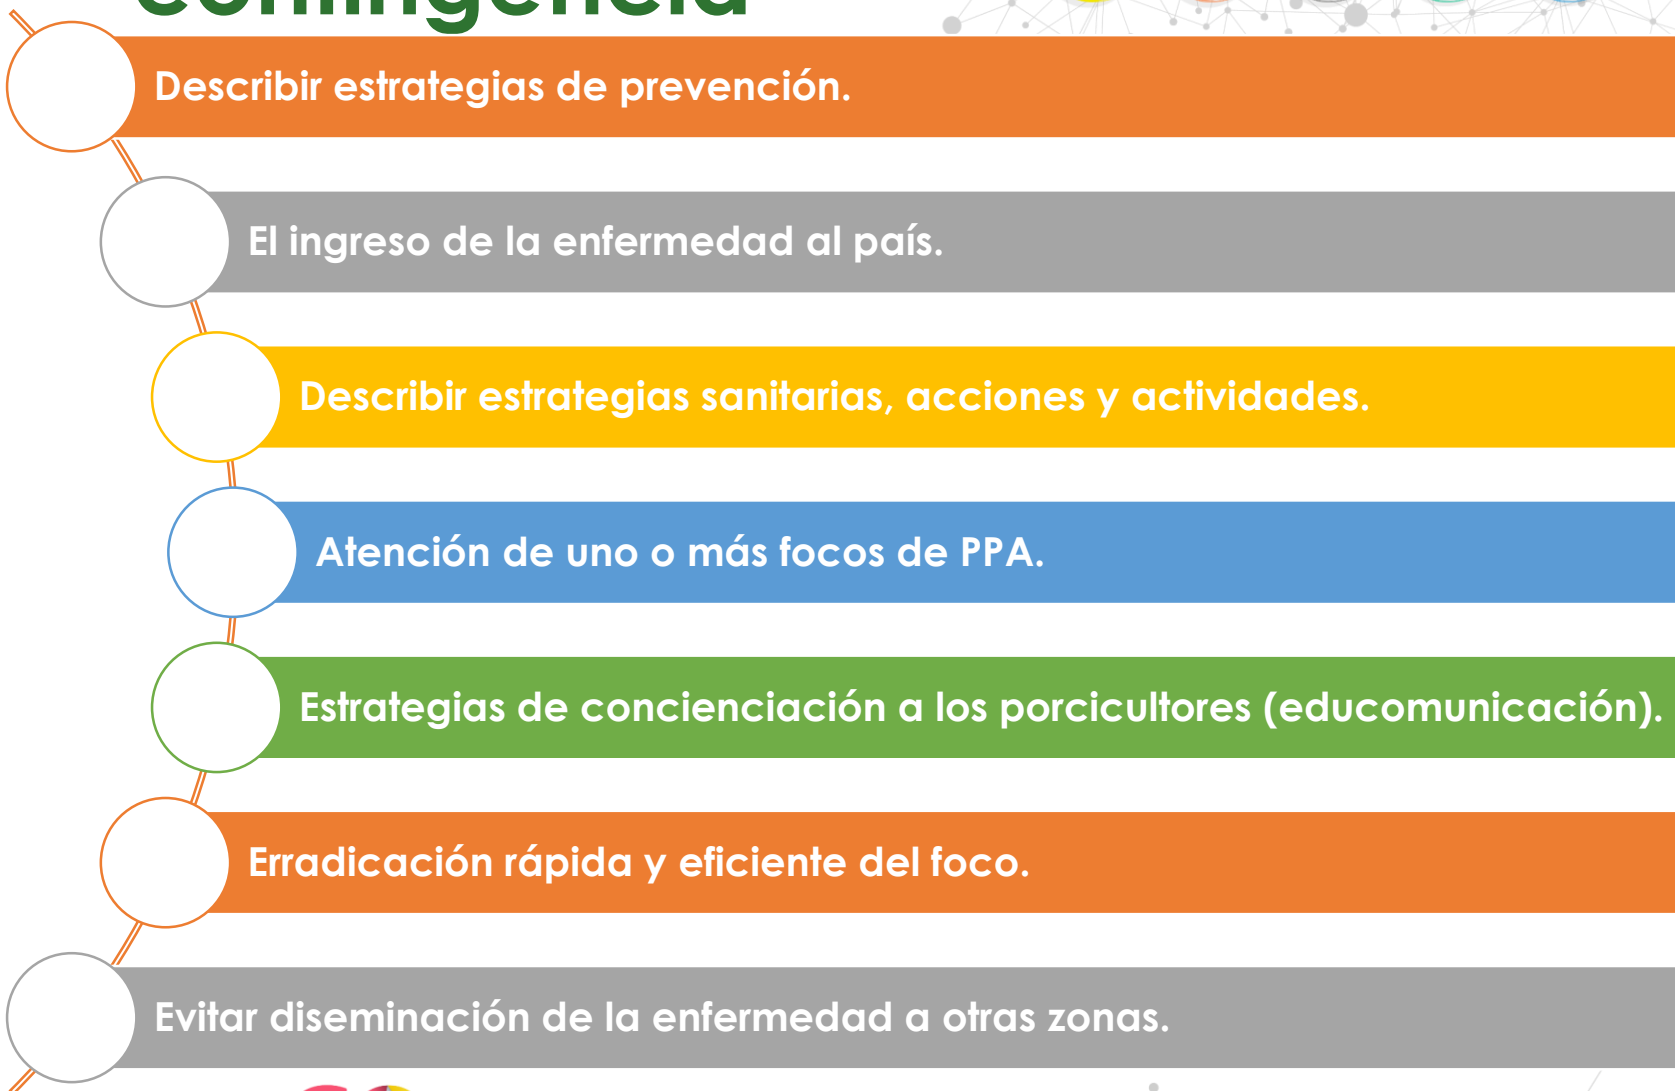 contingencia
Describir estrategias de prevención.
El ingreso de la enfermedad al país.
Describir estrategias sanitarias, acciones y actividades.
Atención de uno o más focos de PPA.
Estrategias de concienciación a los porcicultores (educomunicación).
Erradicación rápida y eficiente del foco.
Evitar diseminación de la enfermedad a otras zonas.